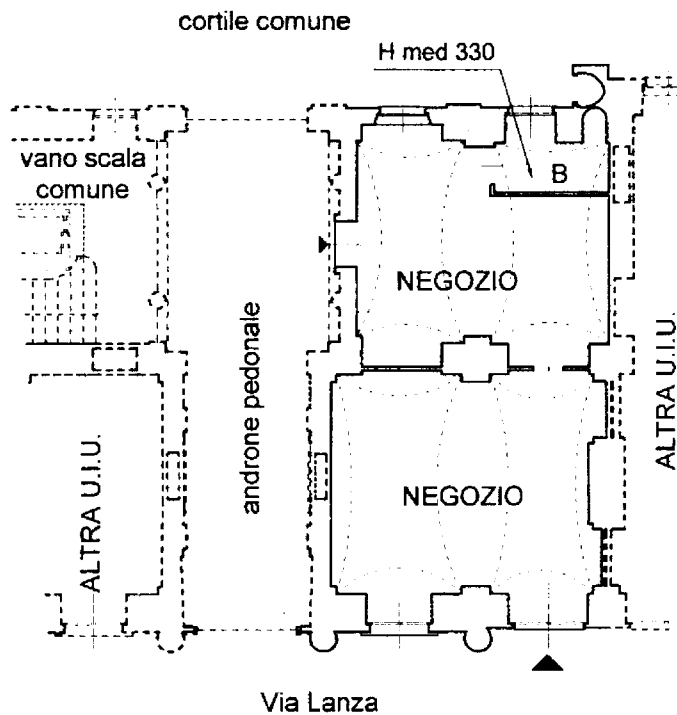 cortile comune
H med 330
vano scala
comune
B
NEGOZIO
androne pedonale
ALTRA U.I.U.
ALTRA U.I.U.
NEGOZIO
Via Lanza